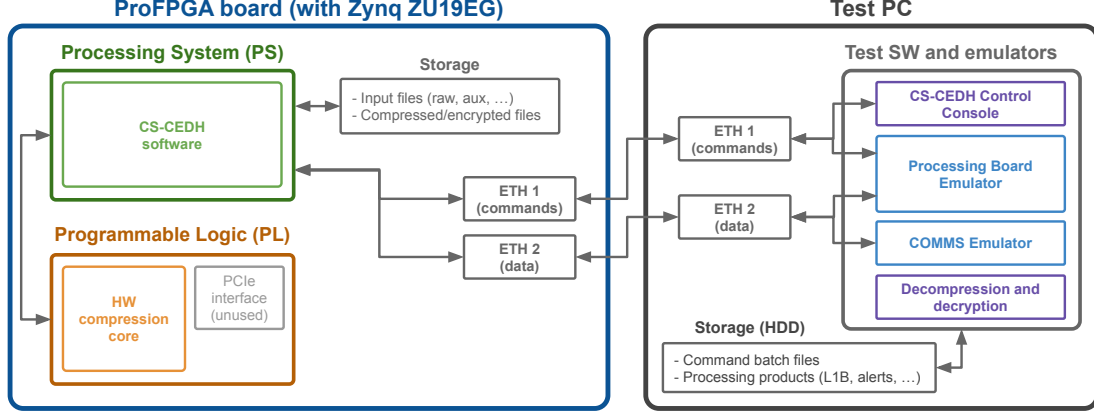 ProFPGA board (with Zynq ZU19EG)
Processing System (PS)
CS-CEDH
software
Storage
- Input files (raw, aux, …)
- Compressed/encrypted files
ETH 1
(commands)
ETH 2
(data)
Programmable Logic (PL)
HW
compression
core
PCIe
interface
(unused)
Test PC
Test SW and emulators
ETH 1
(commands)
ETH 2
(data)
CS-CEDH Control
Console
Processing Board
Emulator
COMMS Emulator
Decompression and
decryption
Storage (HDD)
- Command batch files
- Processing products (L1B, alerts, …)